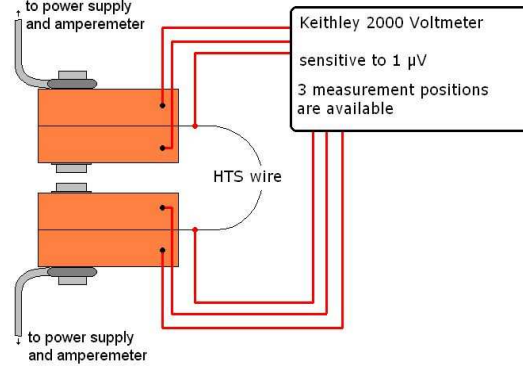 to power supply
and amperemeter
Keithley 2000 Voltmeter
sensitive to 1 µV
3 measurement positions
are available
HTS wire
to power supply
and amperemeter